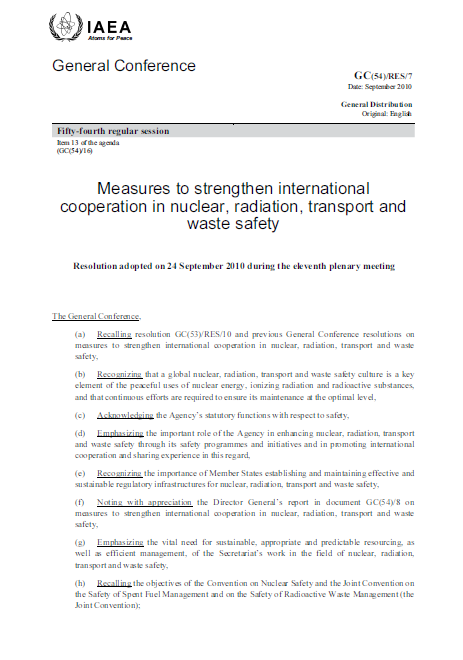 IAEA
Atoms for Peace
General Conference
GC(54)/RES/7
Date: September 2010
General Distribution
Original: English
Fifty-fourth regular session
Item 13 of the agenda
(GC(54)/16)
Measures to strengthen international
cooperation in nuclear, radiation, transport and
waste safety
Resolution adopted on 24 September 2010 during the eleventh plenary meeting
The General Conference,
(a) Recalling resolution GC(53)/RES/10 and previous General Conference resolutions on
measures to strengthen international cooperation in nuclear, radiation, transport and waste
safety,
(b) Recognizing that a global nuclear, radiation, transport and waste safety culture is a key
element of the peaceful uses of nuclear energy, ionizing radiation and radioactive substances,
and that continuous efforts are required to ensure its maintenance at the optimal level,
(c) Acknowledging the Agency's statutory functions with respect to safety,
(d) Emphasizing the important role of the Agency in enhancing nuclear, radiation, transport
and waste safety through its safety programmes and initiatives and in promoting international
cooperation and sharing experience in this regard,
(e) Recognizing the importance of Member States establishing and maintaining effective and
sustainable regulatory infrastructures for nuclear, radiation, transport and waste safety,
(f) Noting with appreciation the Director General's report in document GC(54)/8 on
measures to strengthen international cooperation in nuclear, radiation, transport and waste
safety,
(g) Emphasizing the vital need for sustainable, appropriate and predictable resourcing, as
well as efficient management, of the Secretariat's work in the field of nuclear, radiation,
transport and waste safety,
(h) Recalling the objectives of the Convention on Nuclear Safety and the Joint Convention on
the Safety of Spent Fuel Management and on the Safety of Radioactive Waste Management (the
Joint Convention);